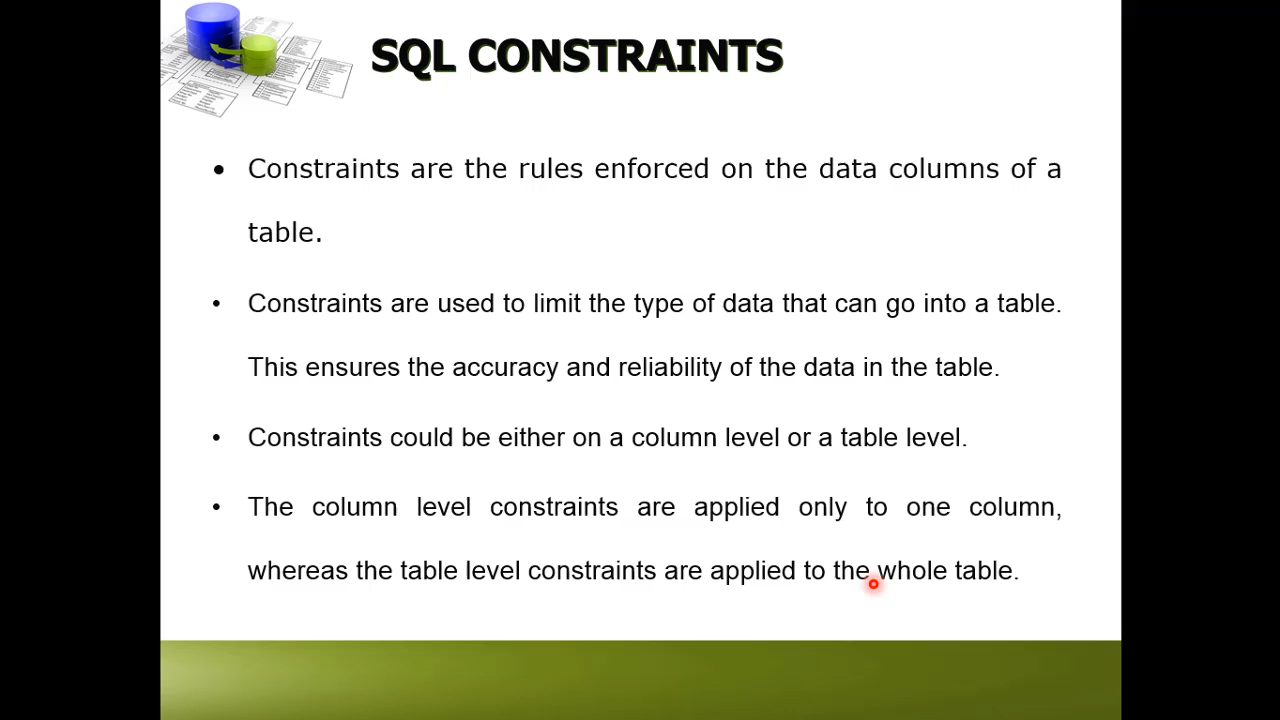 SQL CONSTRAINTS
• Constraints are the rules enforced on the data columns of a
table.
• Constraints are used to limit the type of data that can go into a table.
This ensures the accuracy and reliability of the data in the table.
• Constraints could be either on a column level or a table level.
• The column level constraints are applied only to one column,
whereas the table level constraints are applied to the whole table.